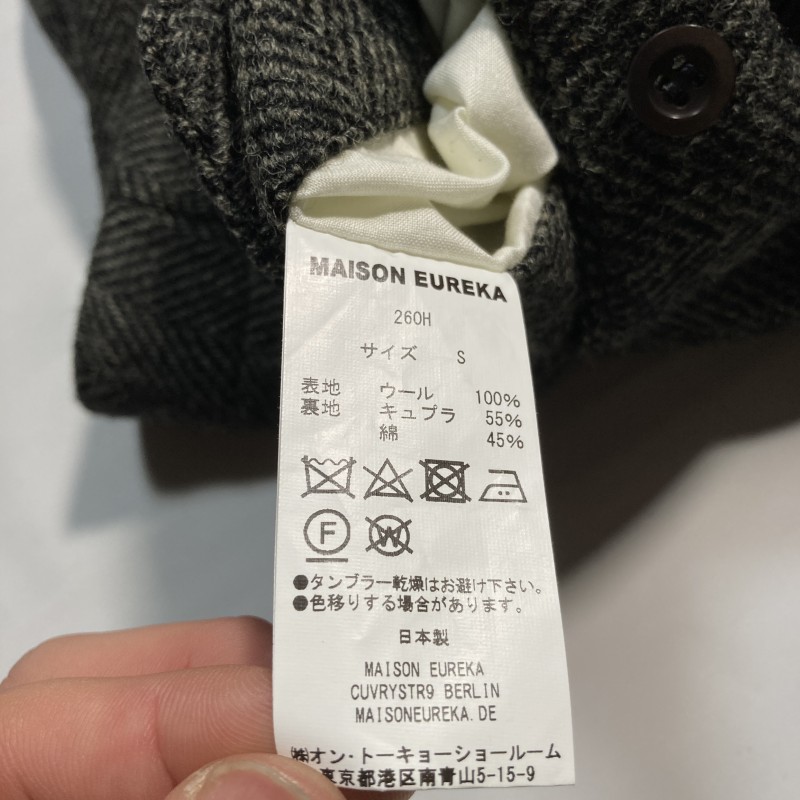 MAISON EUREKA
260H
サイズ S
表地 ウール 100%
裏地 キュプラ 55%
綿 45%
F W
●タンブラー乾燥はお避け下さい。
●色移りする場合があります。
日本製
MAISON EUREKA
CUVRYSTR9 BERLIN
MAISONEUREKA.DE
㈱オン・トーキョーショールーム
東京都港区南青山5-15-9